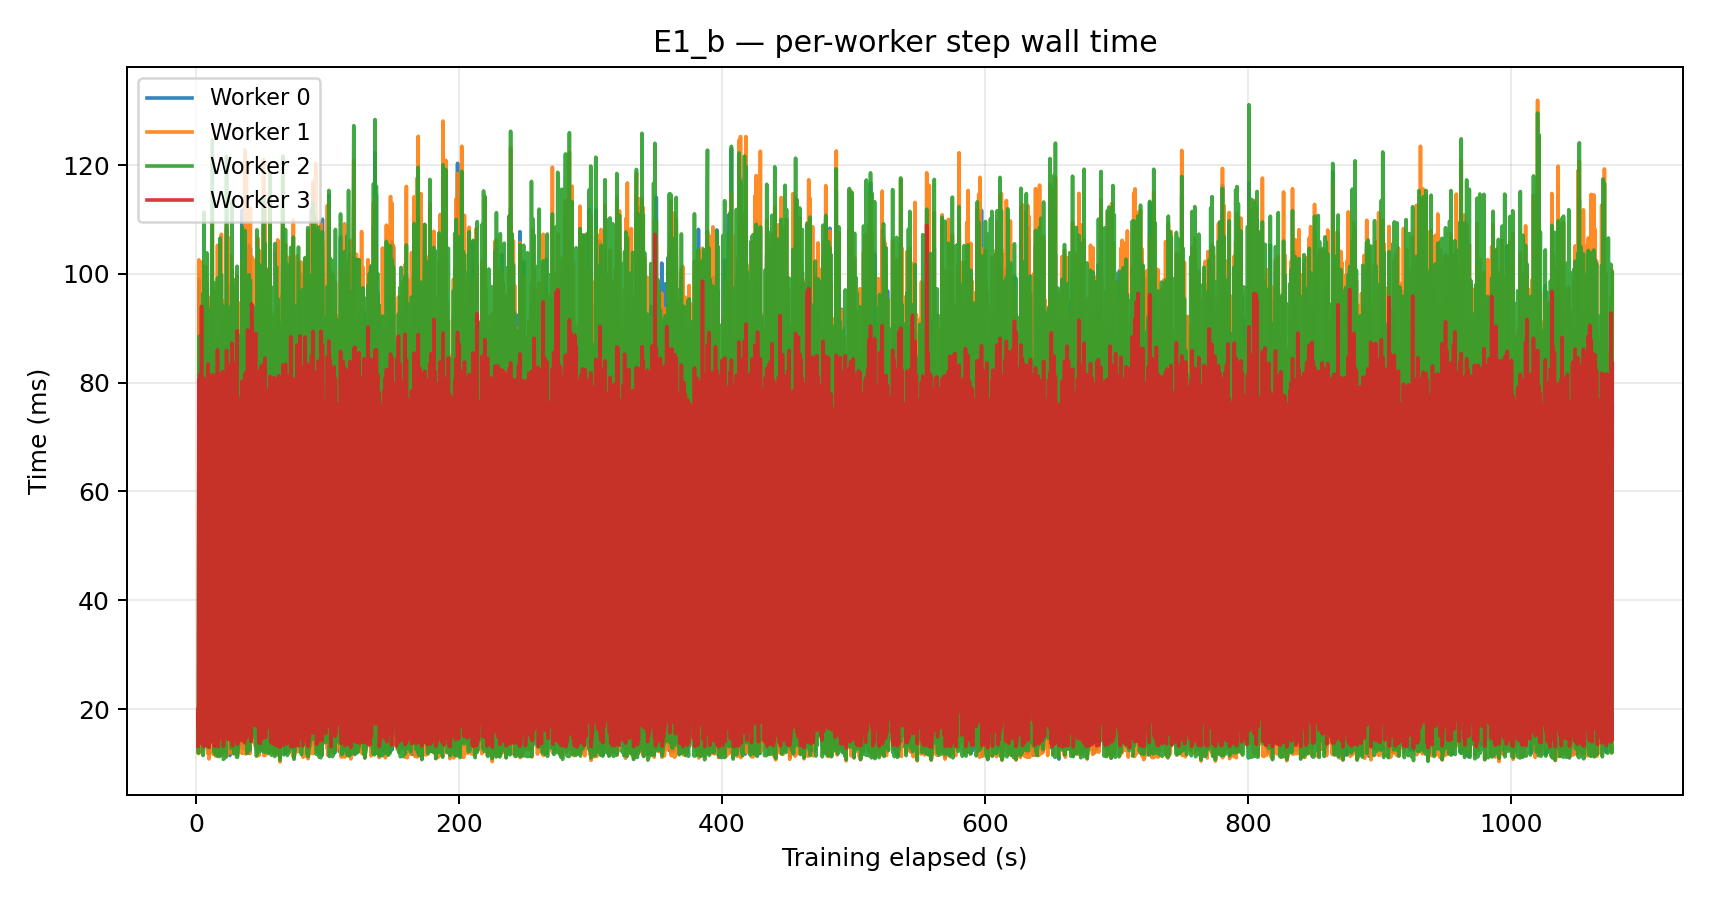 E1_b — per-worker step wall time
Worker 0
Worker 1
Worker 2
Worker 3
120
100
80
60
40
20
Time (ms)
0 200 400 600 800 1000
Training elapsed (s)